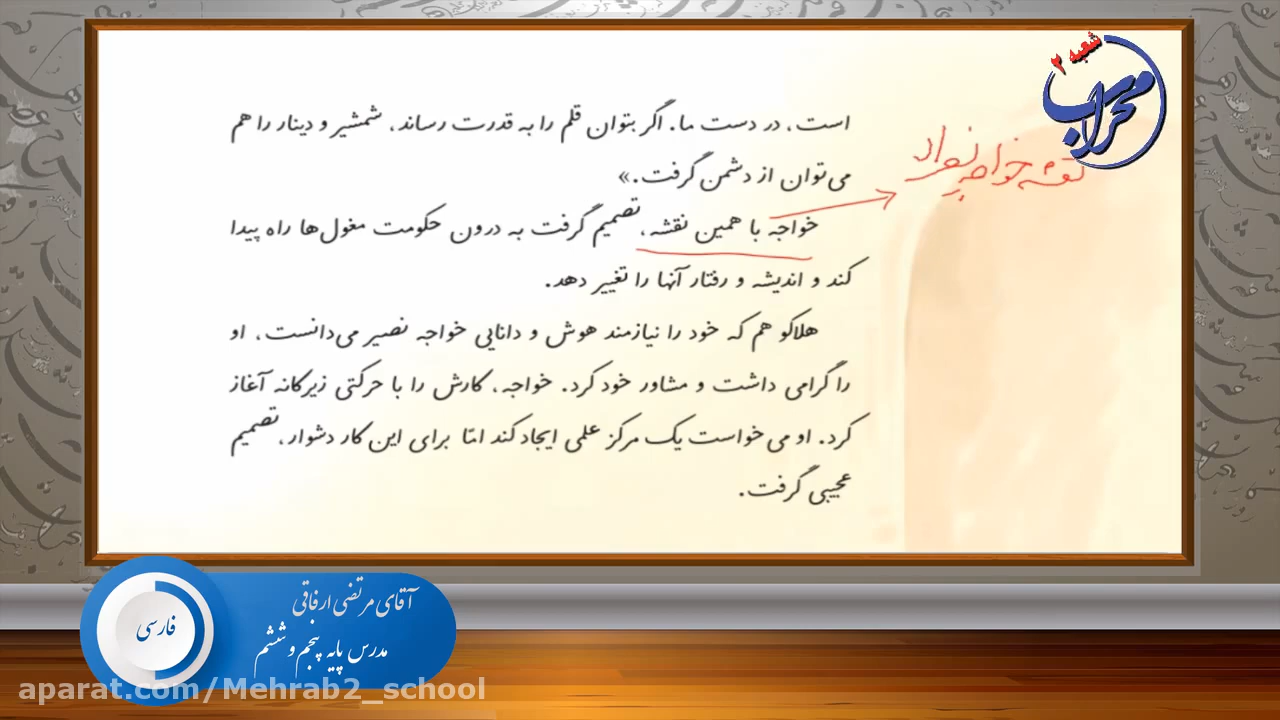 شعبه ۲
محراب
است، در دست ما. اگر بتوان قلم را به قدرت رساند، شمشیر و دینار را هم
می‌توان از دشمن گرفت.»
خواجه با همین نقشه، تصمیم گرفت به درون حکومت مغول‌ها راه پیدا
کند و اندیشه و رفتار آنها را تغییر دهد.
هلاکو هم که خود را نیازمند هوش و دانایی خواجه نصیر می‌دانست، او
را گرامی داشت و مشاور خود کرد. خواجه، کارش را با حرکتی زیرکانه آغاز
کرد. او می‌خواست یک مرکز علمی ایجاد کند امّا برای این کار دشوار، تصمیم
عجیبی گرفت.
نقشه خواجه
فارسی
آقای مرتضی ارفاقی
مدرس پایه پنجم و ششم
aparat.com/Mehrab2_school